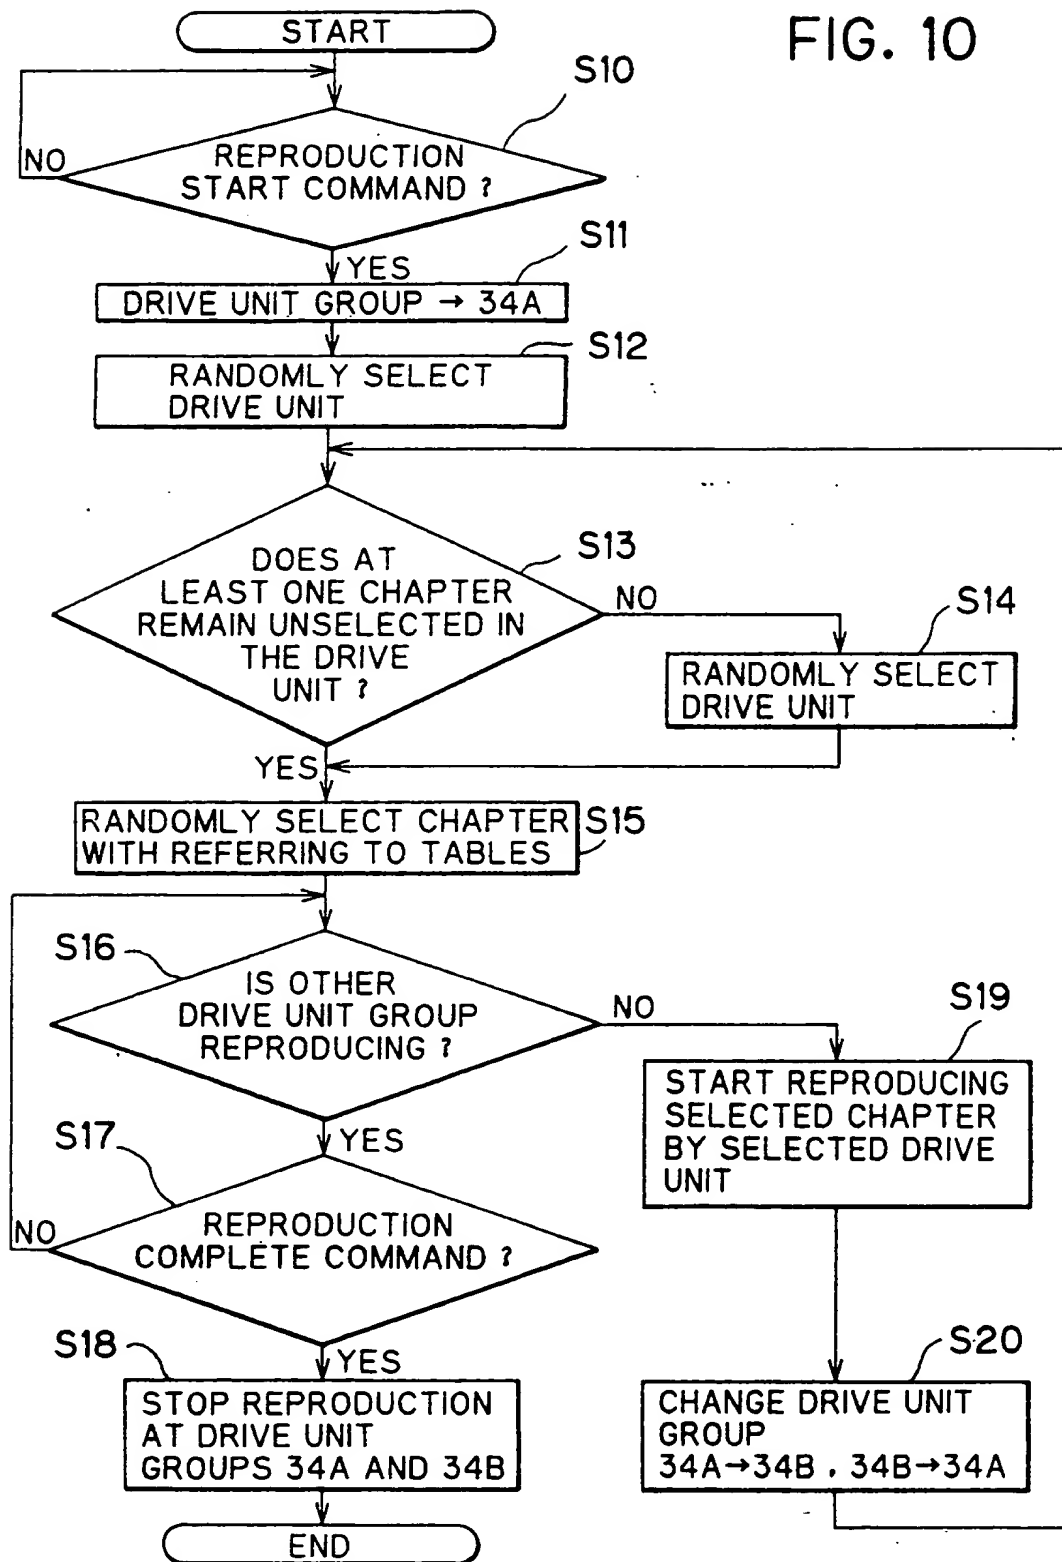 FIG. 10
START
S10
NO
REPRODUCTION
START COMMAND ?
S11
YES
DRIVE UNIT GROUP → 34A
S12
RANDOMLY SELECT
DRIVE UNIT
S13
DOES AT
LEAST ONE CHAPTER
REMAIN UNSELECTED IN
THE DRIVE
UNIT ?
NO
S14
RANDOMLY SELECT
DRIVE UNIT
YES
RANDOMLY SELECT CHAPTER
WITH REFERRING TO TABLES
S15
S16
IS OTHER
DRIVE UNIT GROUP
REPRODUCING ?
NO
S19
START REPRODUCING
SELECTED CHAPTER
BY SELECTED DRIVE
UNIT
YES
S17
NO
REPRODUCTION
COMPLETE COMMAND ?
S18
YES
STOP REPRODUCTION
AT DRIVE UNIT
GROUPS 34A AND 34B
S20
CHANGE DRIVE UNIT
GROUP
34A→34B , 34B→34A
END